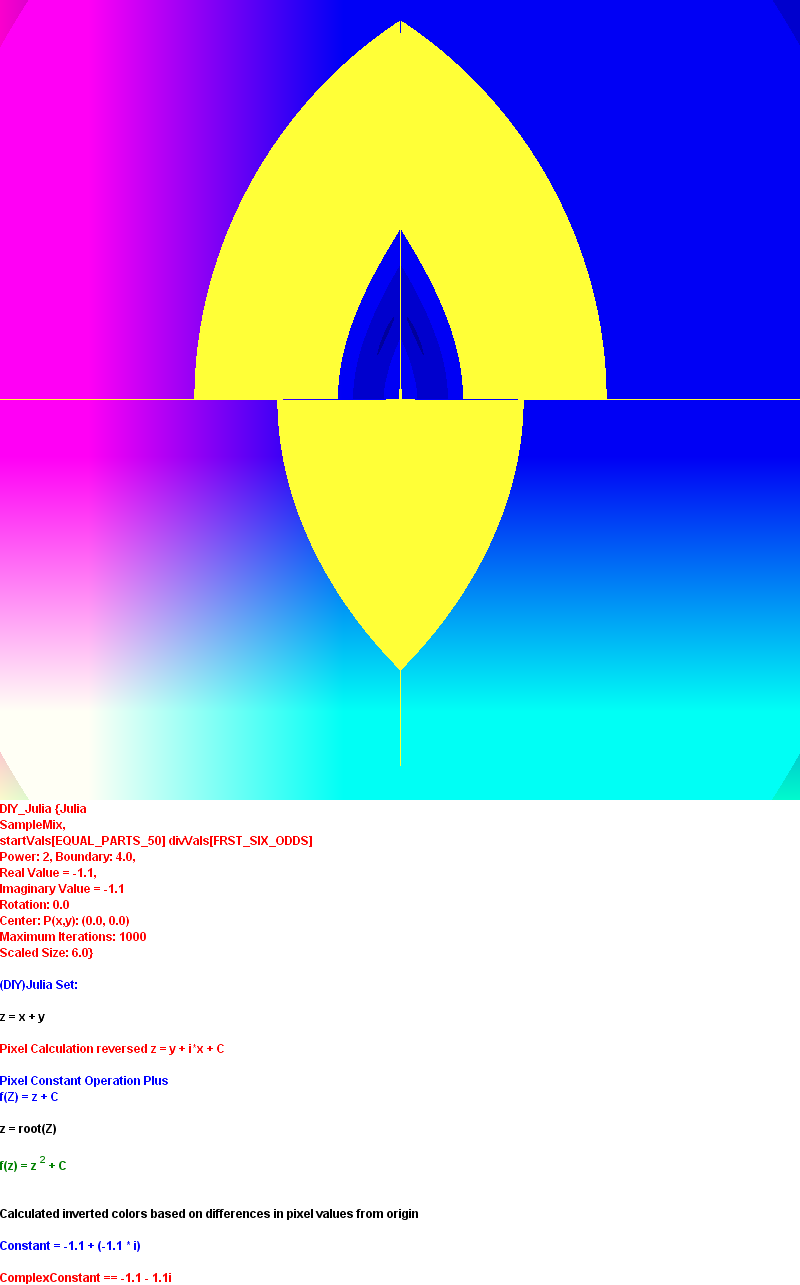 DIY_Julia {Julia
SampleMix,
startVals[EQUAL_PARTS_50] divVals[FRST_SIX_ODDS]
Power: 2, Boundary: 4.0,
Real Value = -1.1,
Imaginary Value = -1.1
Rotation: 0.0
Center: P(x,y): (0.0, 0.0)
Maximum Iterations: 1000
Scaled Size: 6.0}
(DIY)Julia Set:
z = x + y
Pixel Calculation reversed z = y + i*x + C
Pixel Constant Operation Plus
f(Z) = z + C
z = root(Z)
f(z) = z ² + C
Calculated inverted colors based on differences in pixel values from origin
Constant = -1.1 + (-1.1 * i)
ComplexConstant == -1.1 - 1.1i